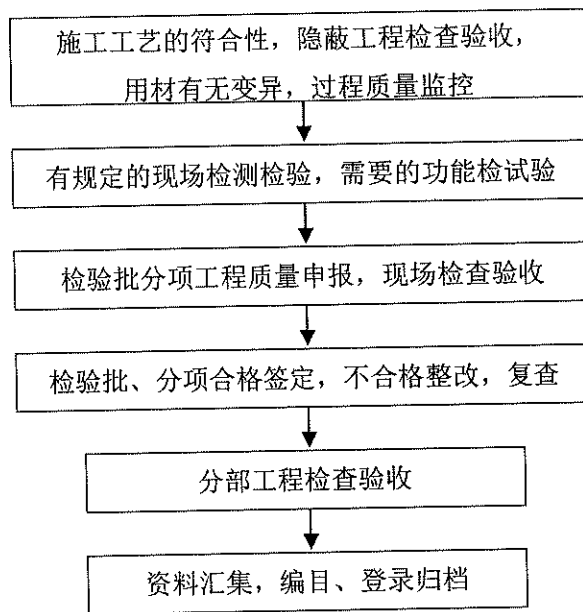 施工工艺的符合性，隐蔽工程检查验收，
用材有无变异，过程质量监控
有规定的现场检测检验，需要的功能检试验
检验批分项工程质量申报，现场检查验收
检验批、分项合格签定，不合格整改，复查
分部工程检查验收
资料汇集，编目、登录归档